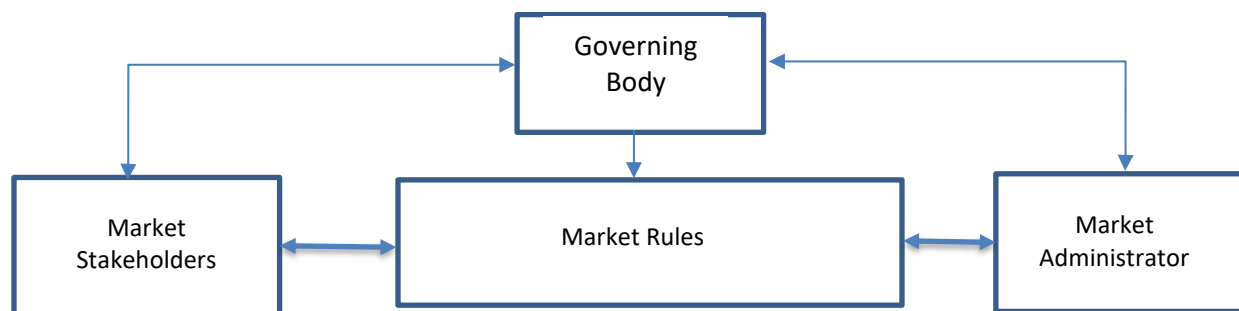 Governing
Body
Market
Stakeholders
Market Rules
Market
Administrator